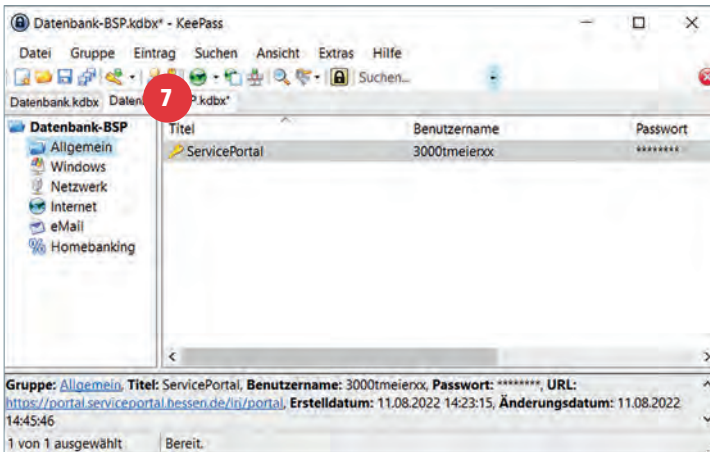 Datenbank-BSP.kdbx* - KeePass
Datei Gruppe Eintrag Suchen Ansicht Extras Hilfe
Suchen...
Datenbank.kdbx Daten 7 P.kdbx*
Datenbank-BSP
Allgemein
Windows
Netzwerk
Internet
eMail
Homebanking
Titel Benutzername Passwort
ServicePortal 3000tmeierxx ********
Gruppe: Allgemein, Titel: ServicePortal, Benutzername: 3000tmeierxx, Passwort: ********, URL:
https://portal.serviceportal.hessen.de/irj/portal, Erstelldatum: 11.08.2022 14:23:15, Änderungsdatum: 11.08.2022
14:45:46
1 von 1 ausgewählt Bereit.